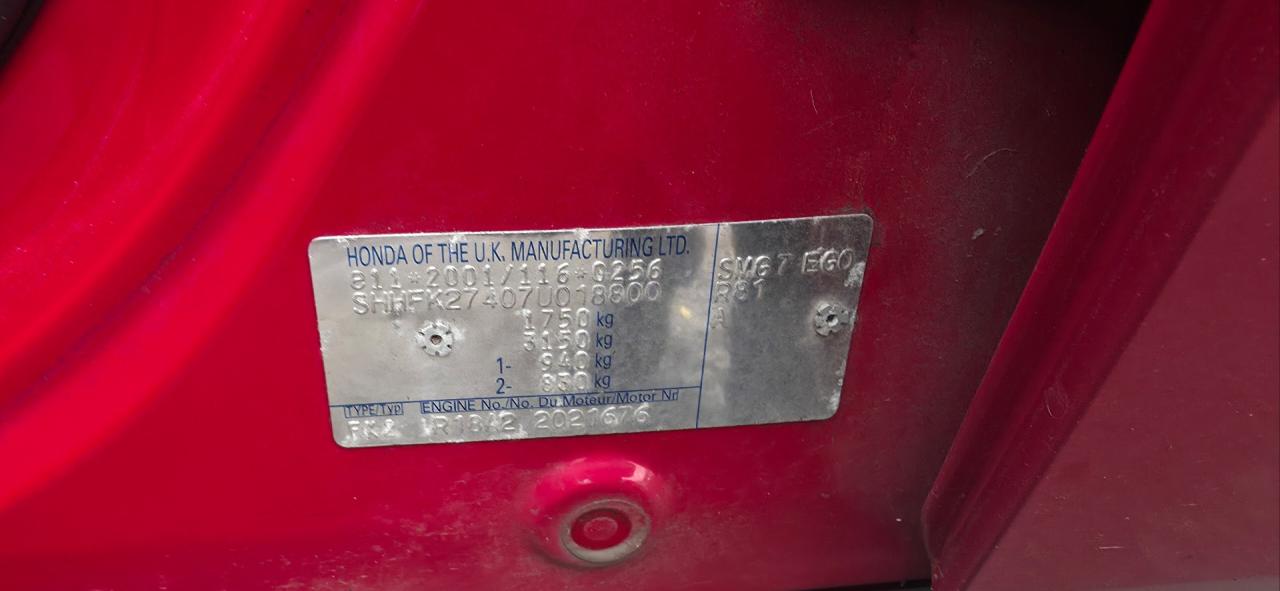 HONDA OF THE U.K. MANUFACTURING LTD.
e11*2001/116*0256
SHHFK27407U018800
1750 kg
3150 kg
1- 940 kg
2- 830 kg
TYPE/Typ ENGINE No./No. Du Moteur/Motor Nr
FK2 R18A2 2021676
SMG7 EGO
R81
A